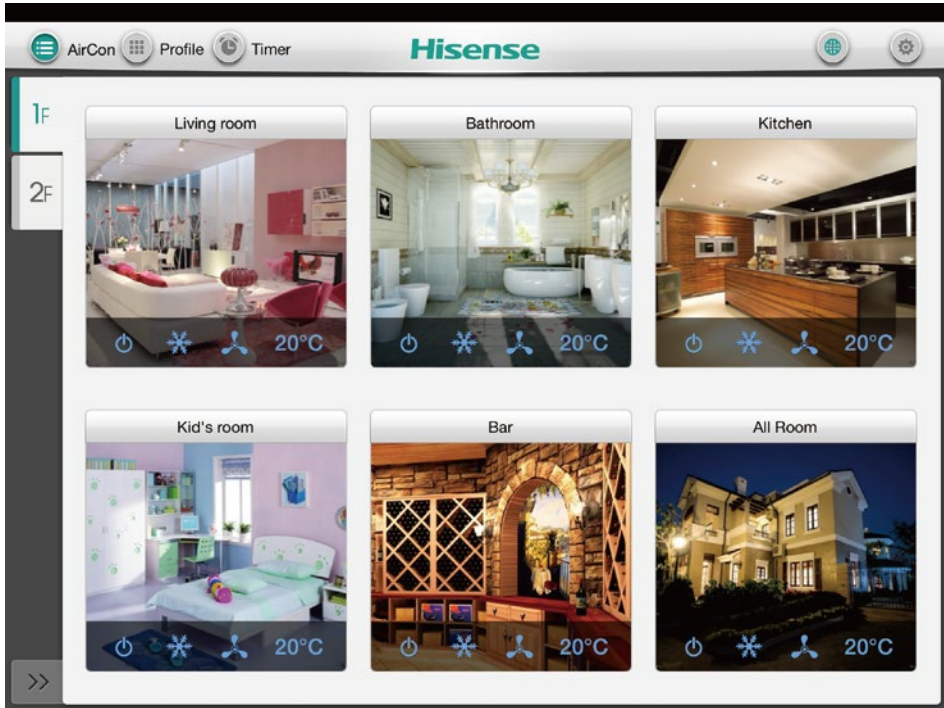 AirCon Profile Timer Hisense
1F
2F
Living room Bathroom Kitchen
20°C 20°C 20°C
Kid's room Bar All Room
20°C 20°C 20°C
>>